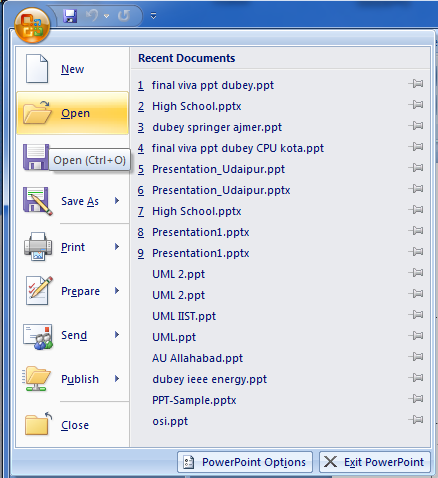 Recent Documents
New
Open
Open (Ctrl+O)
Save As
Print
Prepare
Send
Publish
Close
1 final viva ppt dubey.ppt
2 High School.pptx
3 dubey springer ajmer.ppt
4 final viva ppt dubey CPU kota.ppt
5 Presentation_Udaipur.ppt
6 Presentation_Udaipur.pptx
7 High School.pptx
8 Presentation1.pptx
9 Presentation1.pptx
UML 2.ppt
UML 2.ppt
UML IIST.ppt
UML.ppt
AU Allahabad.ppt
dubey ieee energy.ppt
PPT-Sample.pptx
osi.ppt
PowerPoint Options
Exit PowerPoint